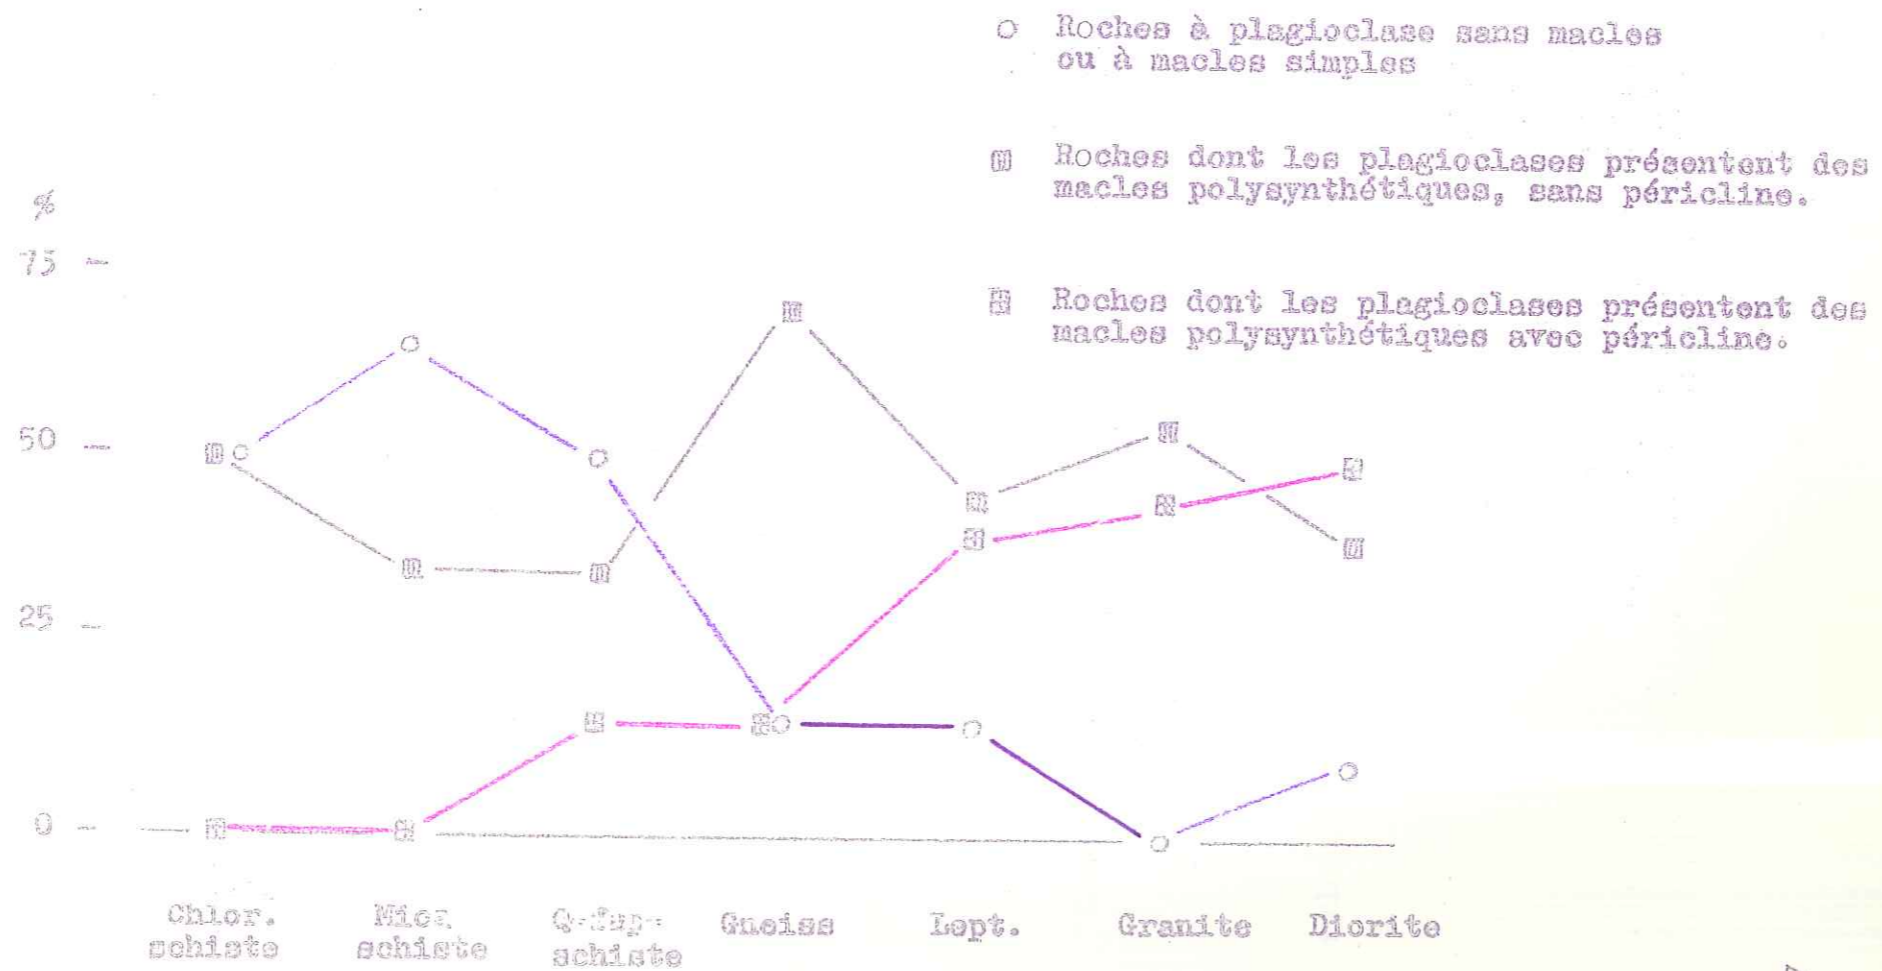 Roches à plagioclase sans macles
ou à macles simples
Roches dont les plagioclases présentent des
macles polysynthétiques, sans péricline.
Roches dont les plagioclases présentent des
macles polysynthétiques avec péricline.
%
75
50
25
0
Chlor.
schiste
Mica
schiste
schiste
Gneiss
Lept.
Granite
Diorite